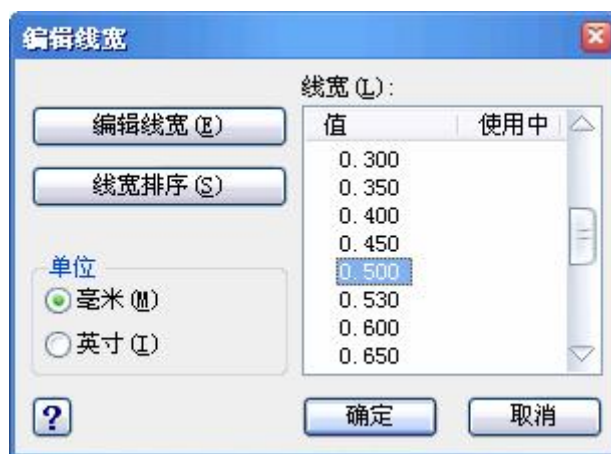 编辑线宽
线宽(L):
编辑线宽(E)
线宽排序(S)
值 使用中
0.300
0.350
0.400
0.450
0.500
0.530
0.600
0.650
单位
毫米(M)
英寸(I)
?
确定 取消